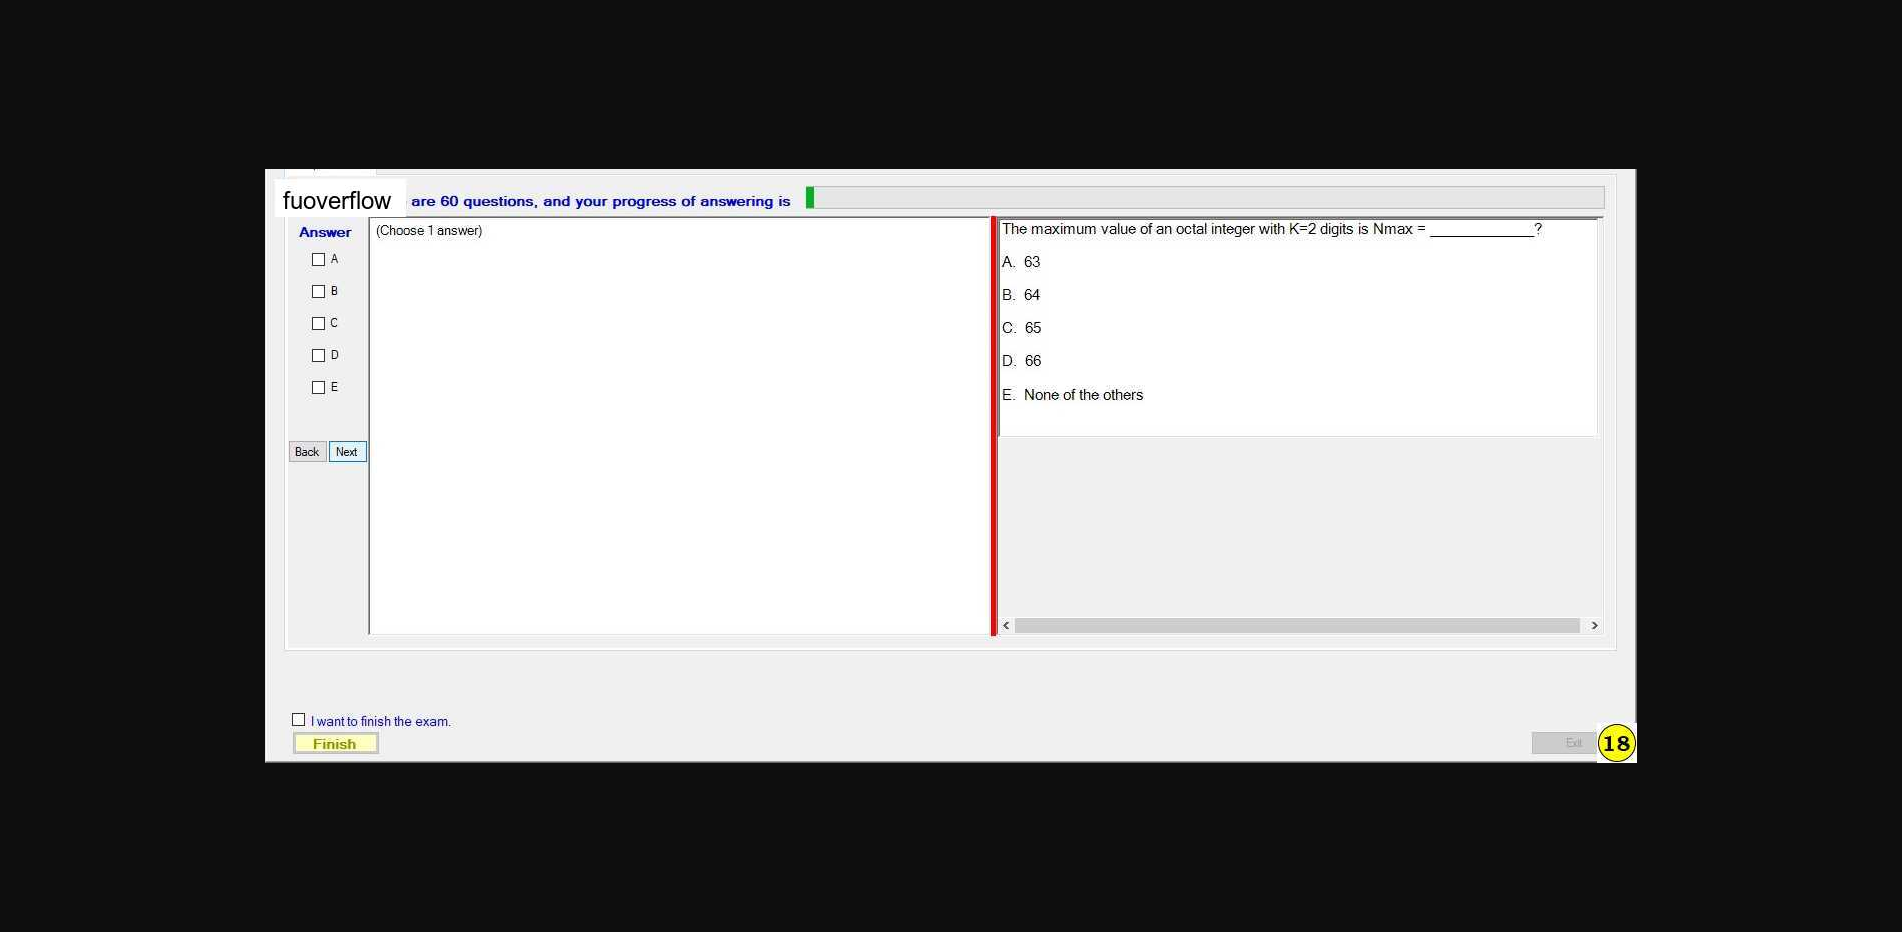 fuoverflow are 60 questions, and your progress of answering is
Answer
A
B
C
D
E
Back Next
(Choose 1 answer)
The maximum value of an octal integer with K=2 digits is Nmax = _____________?
A. 63
B. 64
C. 65
D. 66
E. None of the others
I want to finish the exam.
Finish
Exit
18